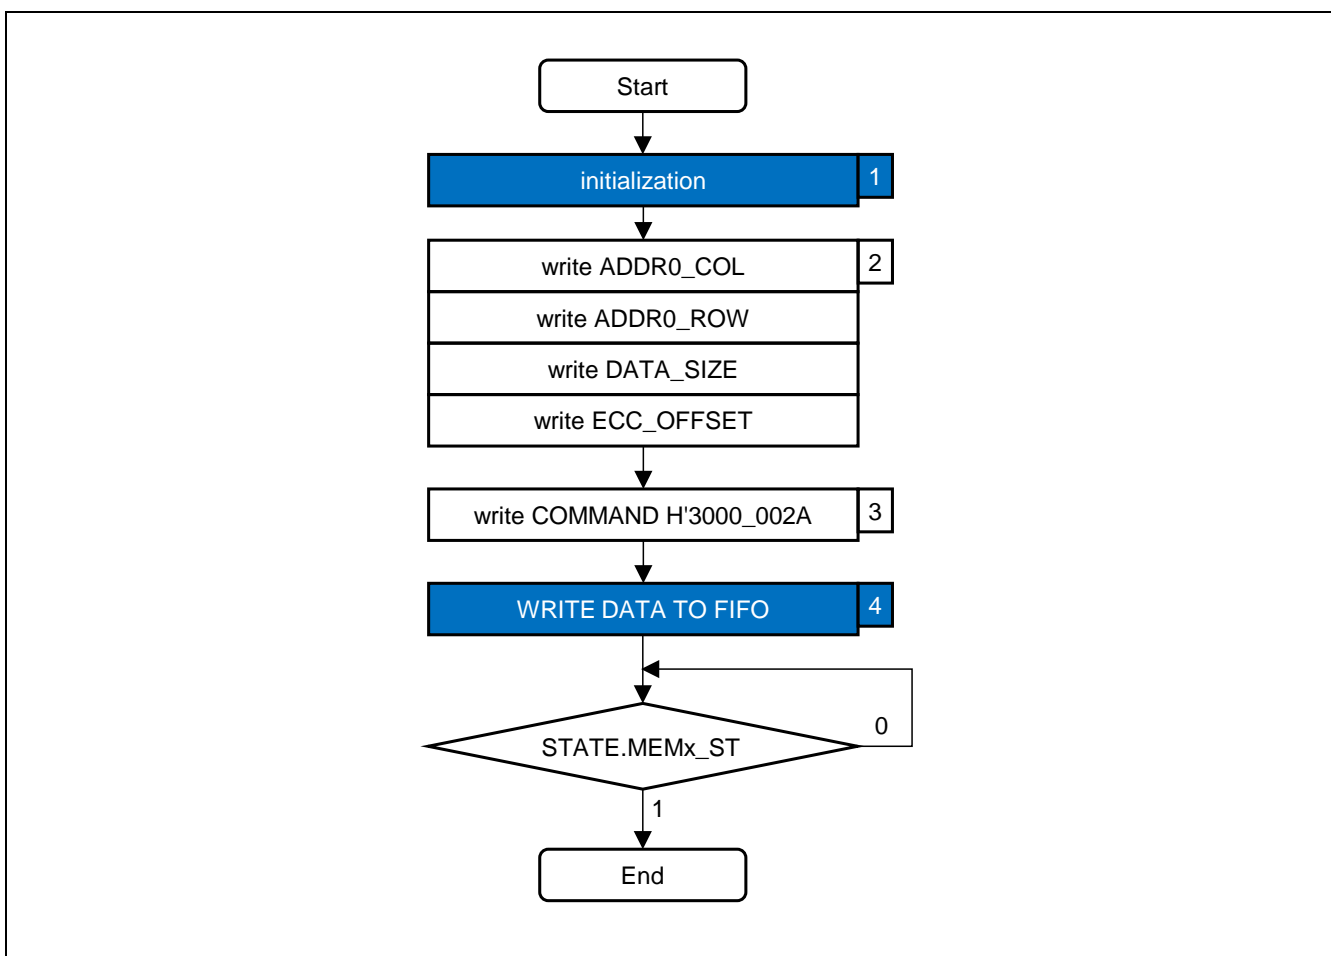 Start
initialization
1
write ADDR0_COL
2
write ADDR0_ROW
write DATA_SIZE
write ECC_OFFSET
write COMMAND H'3000_002A
3
WRITE DATA TO FIFO
4
STATE.MEMx_ST
0
1
End